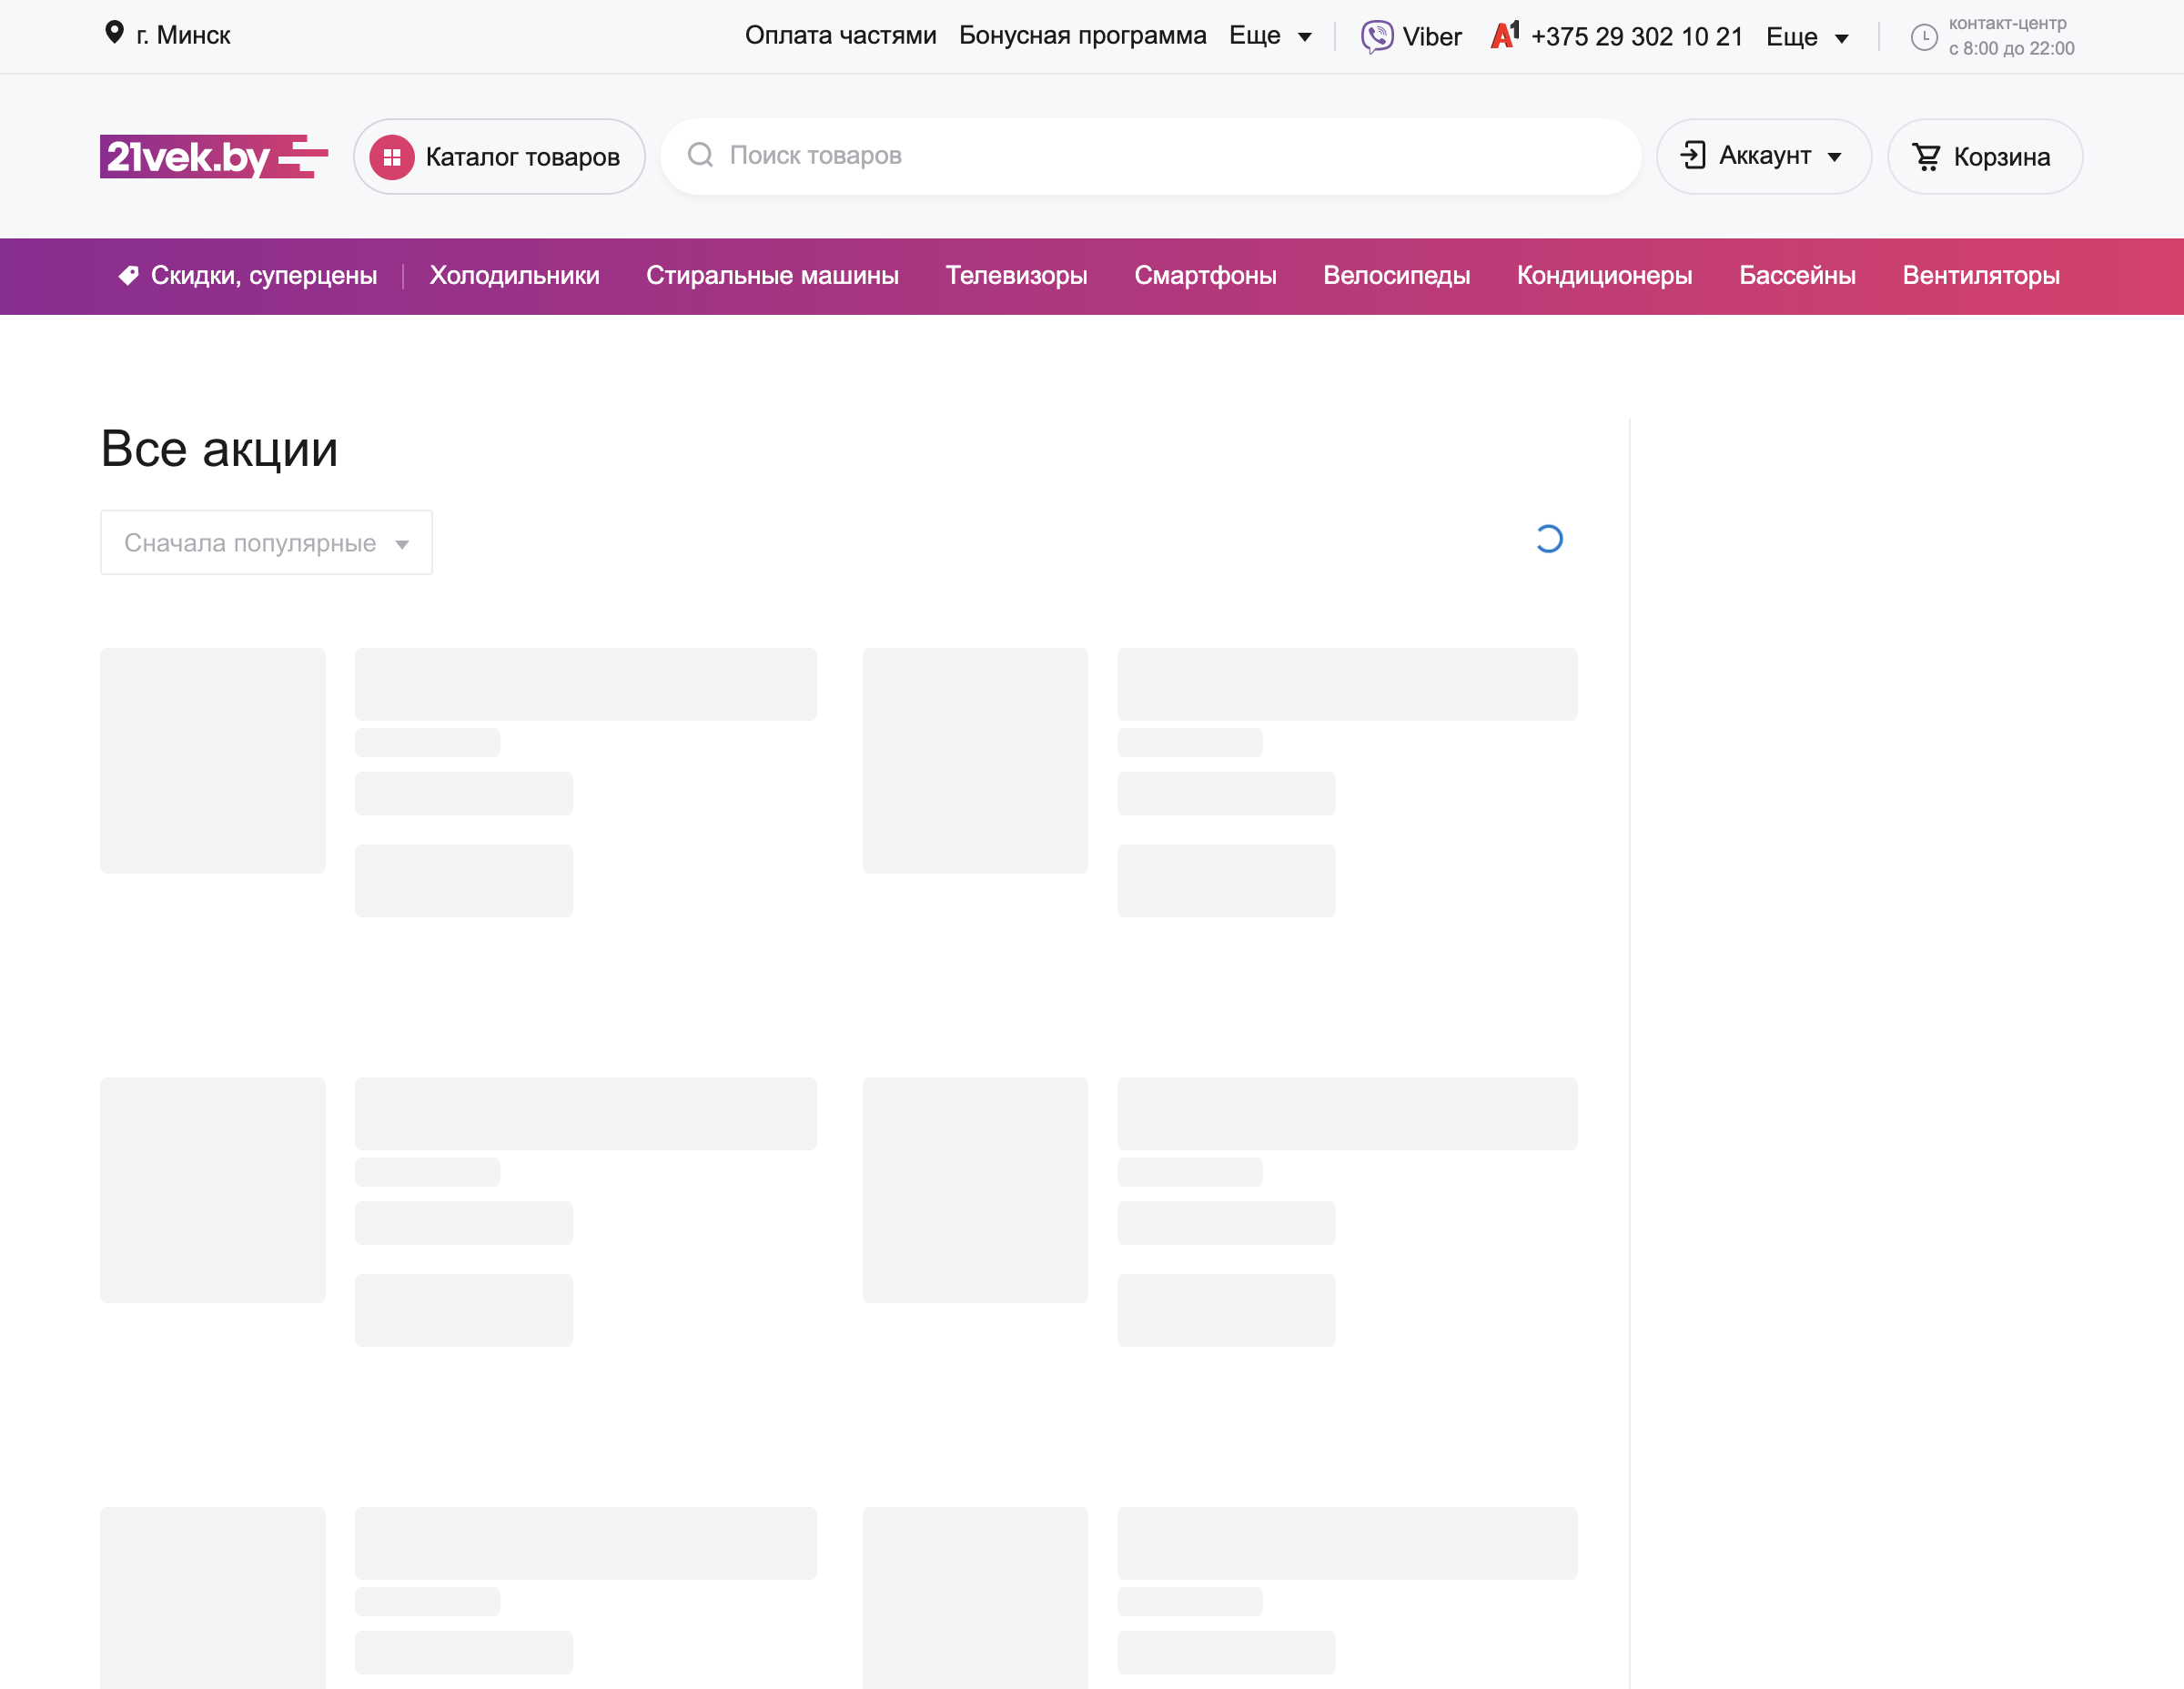 г. Минск
Оплата частями Бонусная программа Еще Viber A1 +375 29 302 10 21 Еще контакт-центр
с 8:00 до 22:00
21vek.by Каталог товаров Поиск товаров Аккаунт Корзина
Скидки, суперцены Холодильники Стиральные машины Телевизоры Смартфоны Велосипеды Кондиционеры Бассейны Вентиляторы
Все акции
Сначала популярные